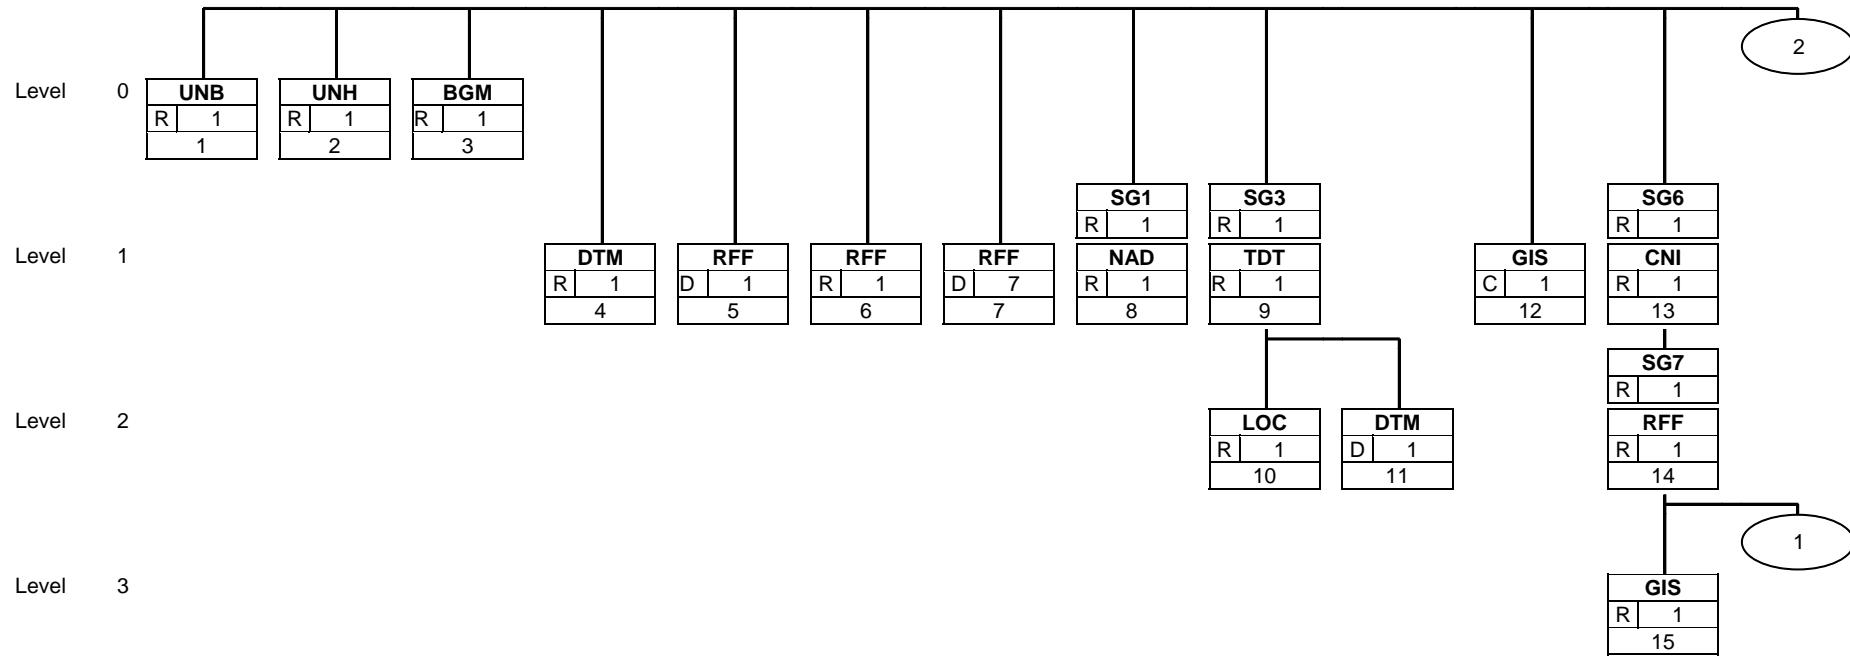 2
Level 0 UNB UNH BGM
R 1 R 1 R 1
1 2 3
SG1 SG3 SG6
R 1 R 1 R 1
Level 1 DTM RFF RFF RFF NAD TDT GIS CNI
R 1 D 1 R 1 D 7 R 1 R 1 C 1 R 1
4 5 6 7 8 9 12 13
SG7
R 1
Level 2 LOC DTM RFF
R 1 D 1 R 1
10 11 14
1
Level 3 GIS
R 1
15